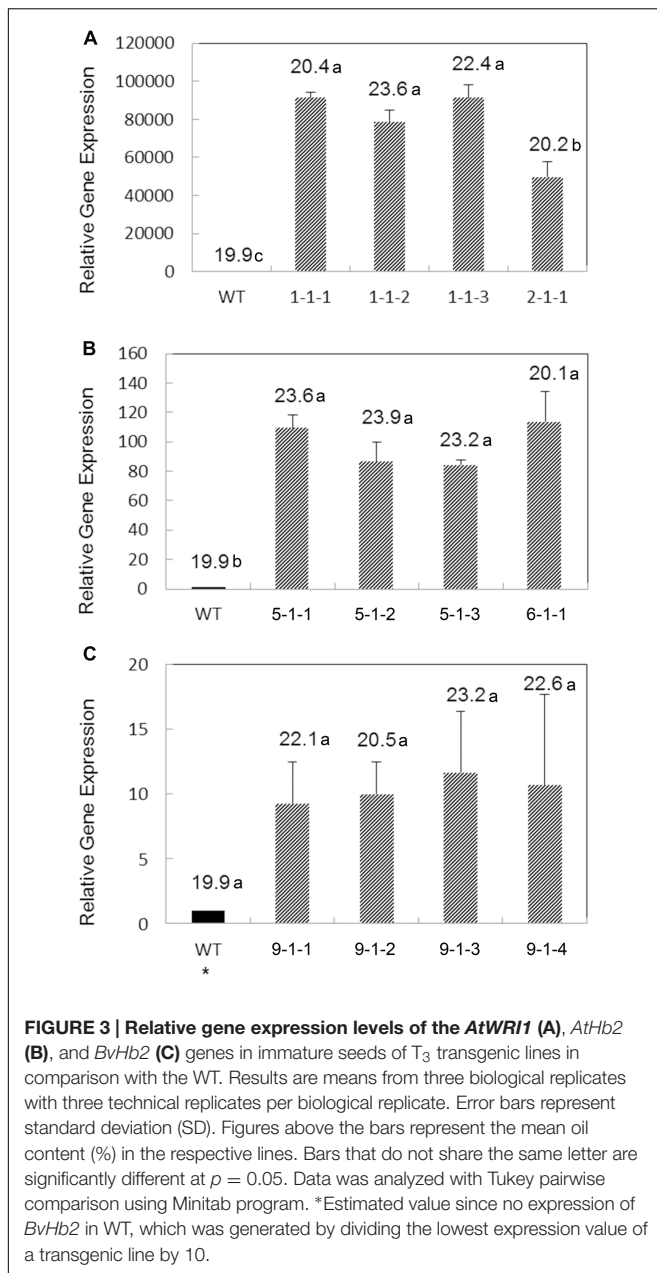 A
Relative Gene Expression
120000
100000
80000
60000
40000
20000
0
19.9c
20.4 a
23.6 a
22.4 a
20.2 b
WT 1-1-1 1-1-2 1-1-3 2-1-1
B
Relative Gene Expression
160
140
120
100
80
60
40
20
0
19.9 b
23.6 a
23.9 a
23.2 a
20.1 a
WT 5-1-1 5-1-2 5-1-3 6-1-1
C
Relative Gene Expression
20
15
10
5
0
19.9 a
22.1 a
20.5 a
23.2 a
22.6 a
WT 9-1-1 9-1-2 9-1-3 9-1-4
*
FIGURE 3 | Relative gene expression levels of the AtWRI1 (A), AtHb2
(B), and BvHb2 (C) genes in immature seeds of T3 transgenic lines in
comparison with the WT. Results are means from three biological replicates
with three technical replicates per biological replicate. Error bars represent
standard deviation (SD). Figures above the bars represent the mean oil
content (%) in the respective lines. Bars that do not share the same letter are
significantly different at p = 0.05. Data was analyzed with Tukey pairwise
comparison using Minitab program. *Estimated value since no expression of
BvHb2 in WT, which was generated by dividing the lowest expression value of
a transgenic line by 10.